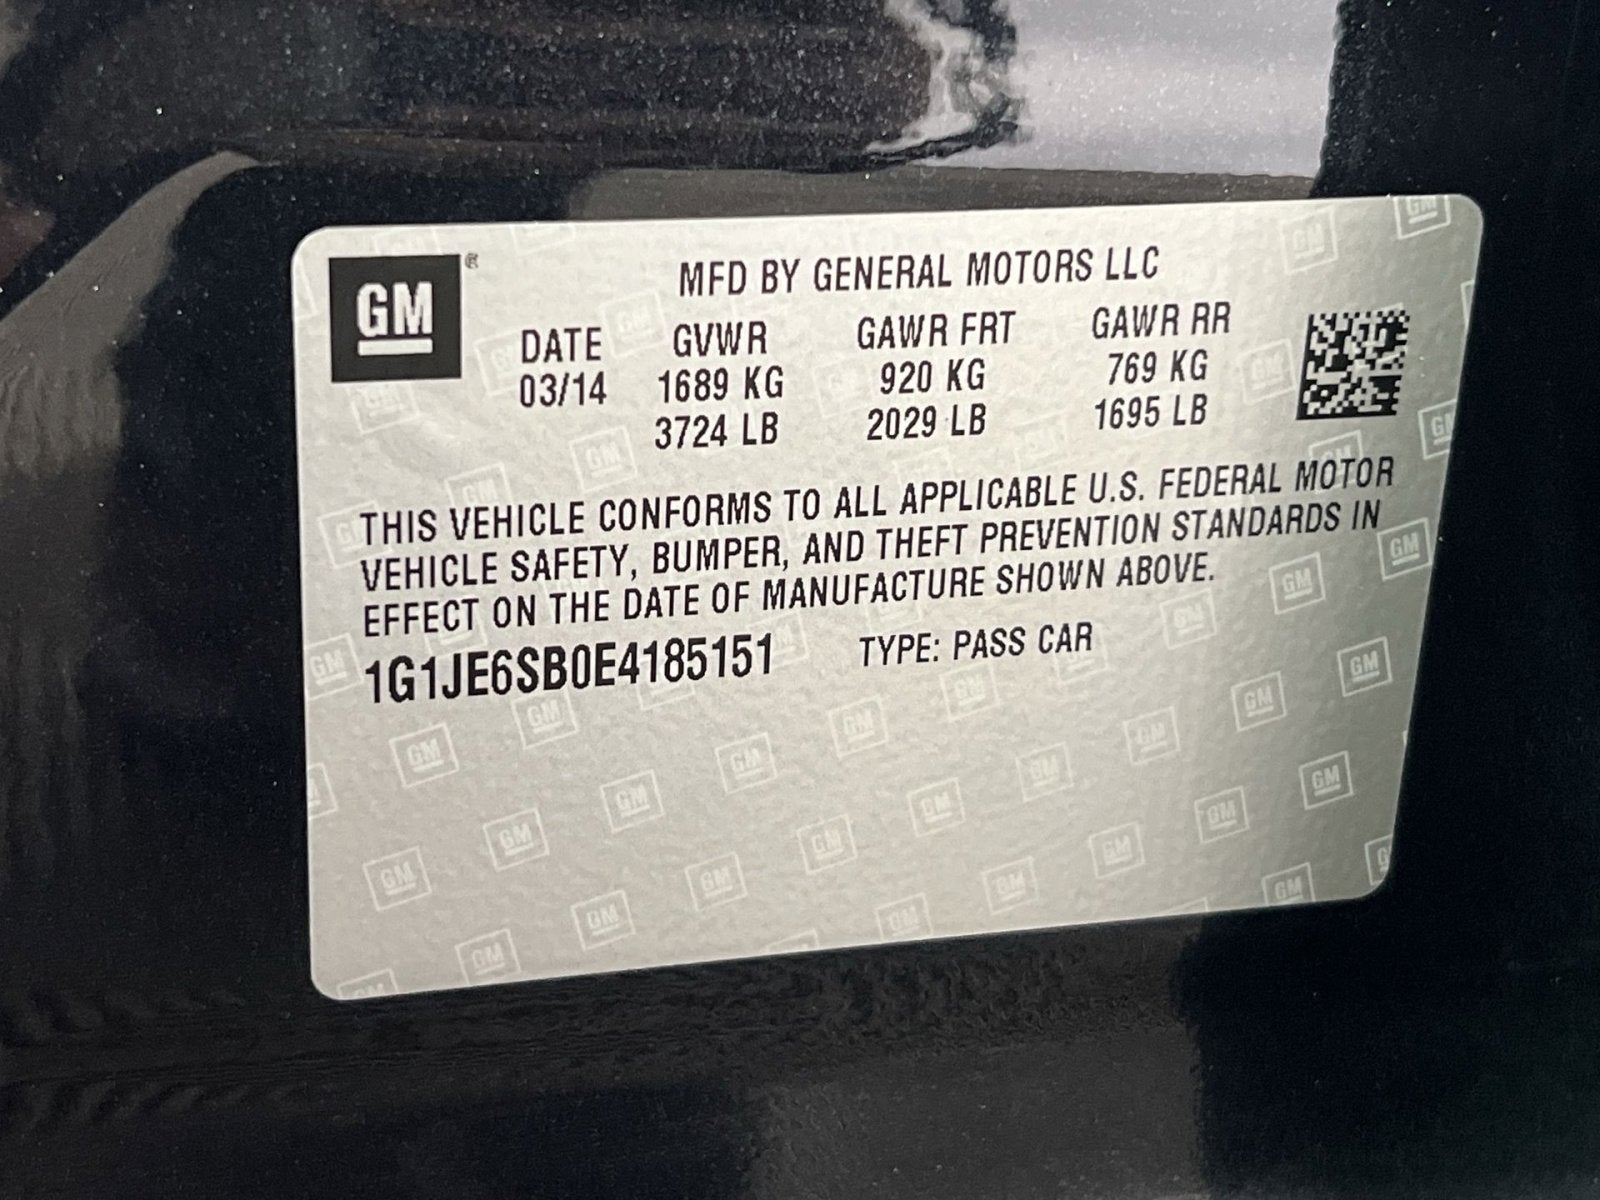 GM®
MFD BY GENERAL MOTORS LLC
DATE GVWR GAWR FRT GAWR RR
03/14 1689 KG 920 KG 769 KG
3724 LB 2029 LB 1695 LB
THIS VEHICLE CONFORMS TO ALL APPLICABLE U.S. FEDERAL MOTOR
VEHICLE SAFETY, BUMPER, AND THEFT PREVENTION STANDARDS IN
EFFECT ON THE DATE OF MANUFACTURE SHOWN ABOVE.
1G1JE6SB0E4185151 TYPE: PASS CAR